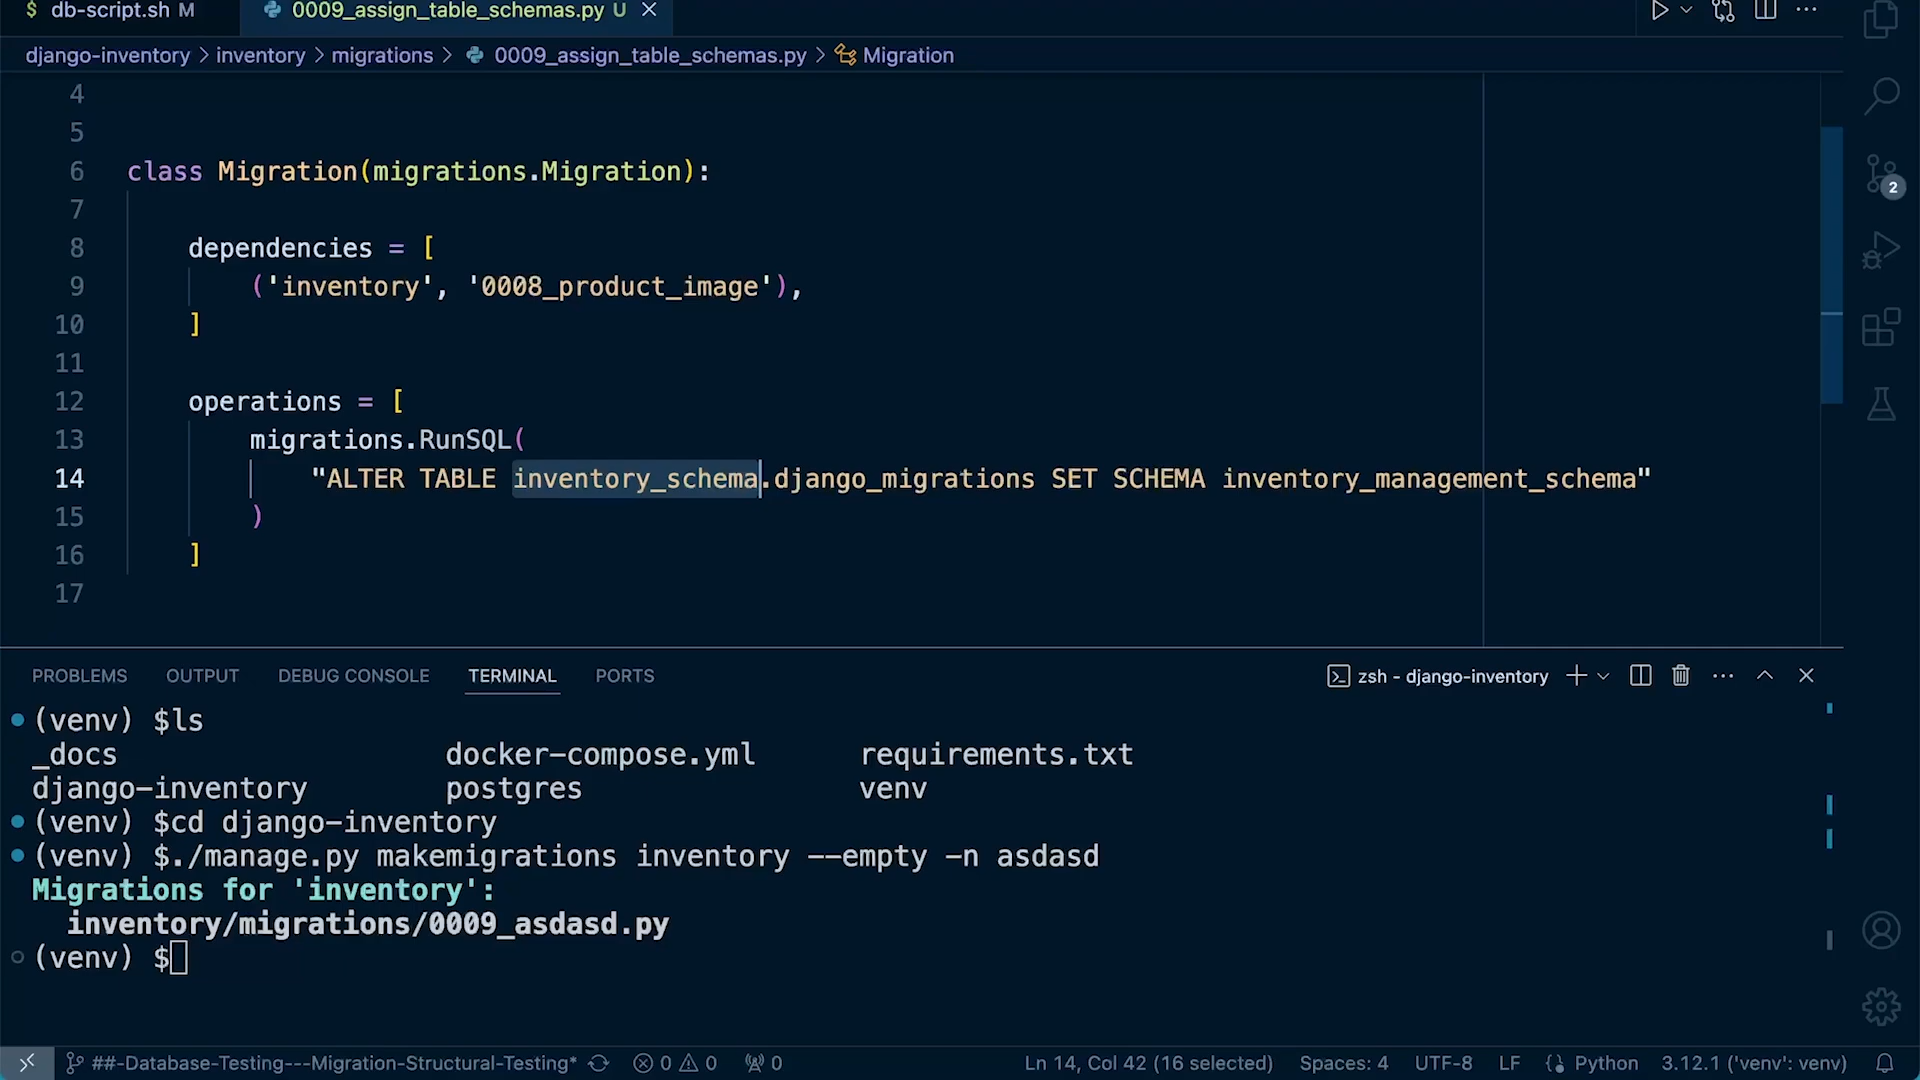 $ db-script.sh M
0009_assign_table_schemas.py U
django-inventory > inventory > migrations > 0009_assign_table_schemas.py > Migration
4
5
6 class Migration(migrations.Migration):
7
8 dependencies = [
9 ('inventory', '0008_product_image'),
10 ]
11
12 operations = [
13 migrations.RunSQL(
14 "ALTER TABLE inventory_schema.django_migrations SET SCHEMA inventory_management_schema"
15 )
16 ]
17
2
PROBLEMS OUTPUT DEBUG CONSOLE TERMINAL PORTS
zsh - django-inventory
(venv) $ls
_docs docker-compose.yml requirements.txt
django-inventory postgres venv
(venv) $cd django-inventory
(venv) $./manage.py makemigrations inventory --empty -n asdasd
Migrations for 'inventory':
inventory/migrations/0009_asdasd.py
(venv) $
##-Database-Testing---Migration-Structural-Testing* 0 0 0
Ln 14, Col 42 (16 selected) Spaces: 4 UTF-8 LF Python 3.12.1 ('venv': venv)